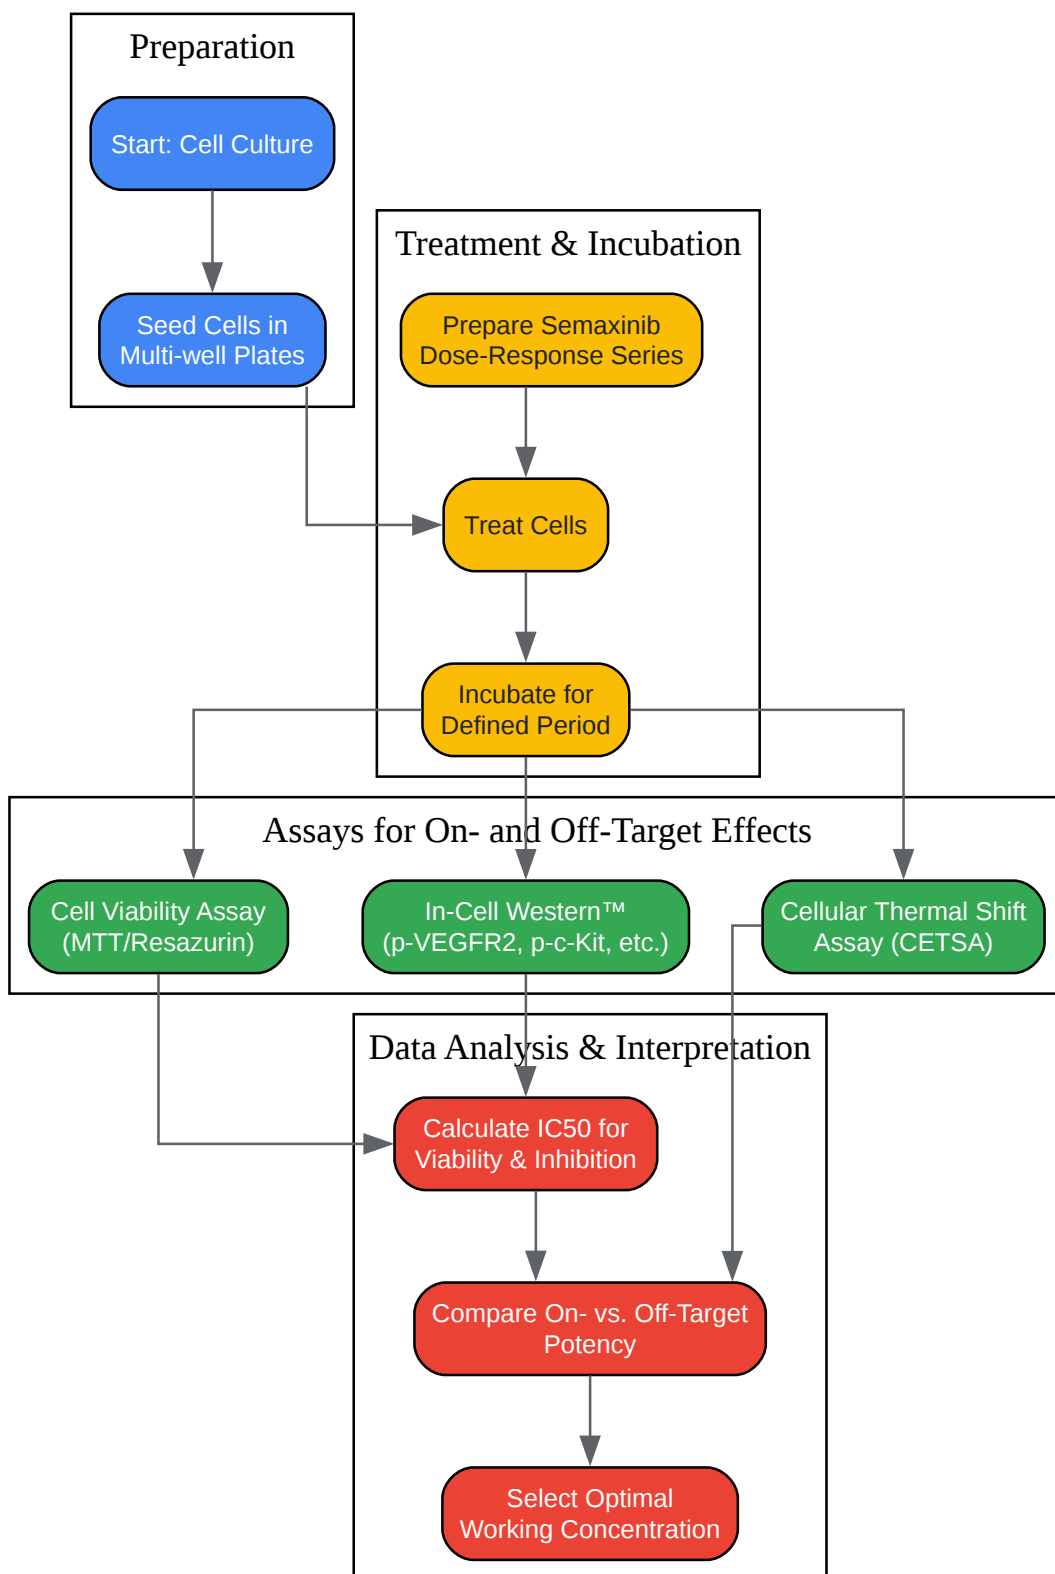 Preparation
Start: Cell Culture
Seed Cells in
Multi-well Plates
Treatment & Incubation
Prepare Semaxinib
Dose-Response Series
Treat Cells
Incubate for
Defined Period
Assays for On- and Off-Target Effects
Cell Viability Assay
(MTT/Resazurin)
In-Cell Western™
(p-VEGFR2, p-c-Kit, etc.)
Cellular Thermal Shift
Assay (CETSA)
Data Analysis & Interpretation
Calculate IC50 for
Viability & Inhibition
Compare On- vs. Off-Target
Potency
Select Optimal
Working Concentration